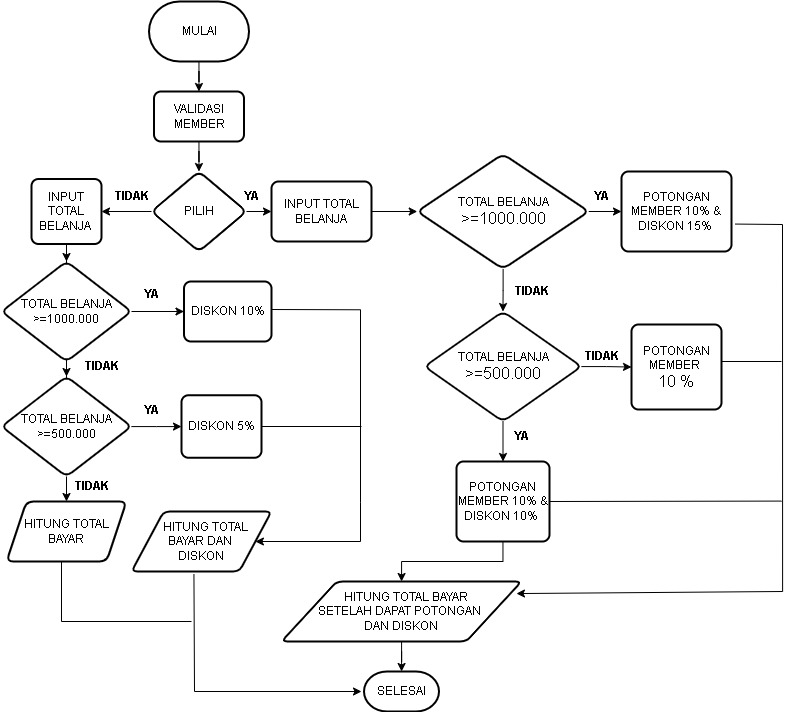 MULAI
VALIDASI
MEMBER
PILIH
TIDAK
YA
INPUT
TOTAL
BELANJA
TOTAL BELANJA
>=1000.000
YA
DISKON 10%
TIDAK
TOTAL BELANJA
>=500.000
YA
DISKON 5%
TIDAK
HITUNG TOTAL
BAYAR
HITUNG TOTAL
BAYAR DAN
DISKON
INPUT TOTAL
BELANJA
TOTAL BELANJA
>=1000.000
YA
POTONGAN
MEMBER 10% &
DISKON 15%
TIDAK
TOTAL BELANJA
>=500.000
TIDAK
POTONGAN
MEMBER
10 %
YA
POTONGAN
MEMBER 10% &
DISKON 10%
HITUNG TOTAL BAYAR
SETELAH DAPAT POTONGAN
DAN DISKON
SELESAI